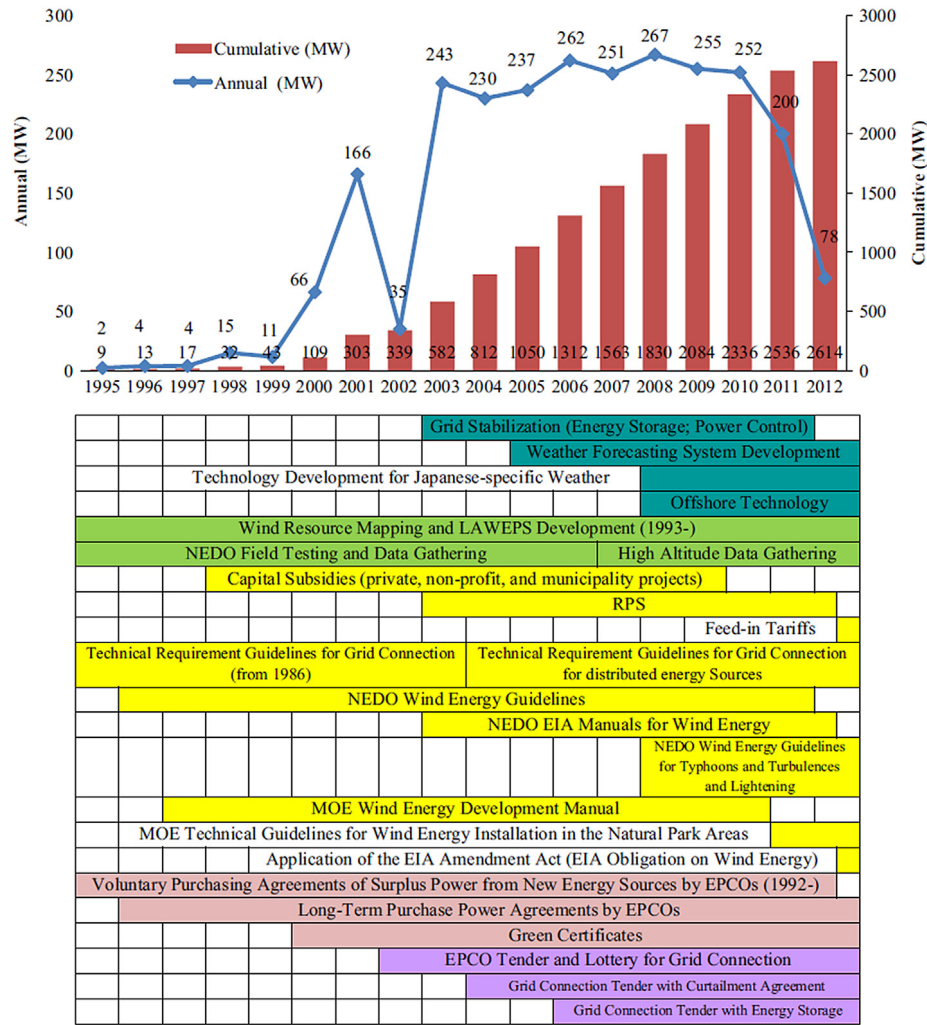 300
250
200
150
100
50
0
Annual (MW)
3000
2500
2000
1500
1000
500
0
Cumulative (MW)
Cumulative (MW)
Annual (MW)
2 4 4 15 11 66 166 35 243 230 237 262 251 267 255 252 200 78
9 13 17 32 43 109 303 339 582 812 1050 1312 1563 1830 2084 2336 2536 2614
1995 1996 1997 1998 1999 2000 2001 2002 2003 2004 2005 2006 2007 2008 2009 2010 2011 2012
Grid Stabilization (Energy Storage; Power Control)
Weather Forecasting System Development
Technology Development for Japanese-specific Weather
Offshore Technology
Wind Resource Mapping and LAWEPS Development (1993-)
NEDO Field Testing and Data Gathering High Altitude Data Gathering
Capital Subsidies (private, non-profit, and municipality projects)
RPS
Feed-in Tariffs
Technical Requirement Guidelines for Grid Connection
(from 1986)
Technical Requirement Guidelines for Grid Connection
for distributed energy Sources
NEDO Wind Energy Guidelines
NEDO EIA Manuals for Wind Energy
NEDO Wind Energy Guidelines
for Typhoons and Turbulences
and Lightening
MOE Wind Energy Development Manual
MOE Technical Guidelines for Wind Energy Installation in the Natural Park Areas
Application of the EIA Amendment Act (EIA Obligation on Wind Energy)
Voluntary Purchasing Agreements of Surplus Power from New Energy Sources by EPCOs (1992-)
Long-Term Purchase Power Agreements by EPCOs
Green Certificates
EPCO Tender and Lottery for Grid Connection
Grid Connection Tender with Curtailment Agreement
Grid Connection Tender with Energy Storage